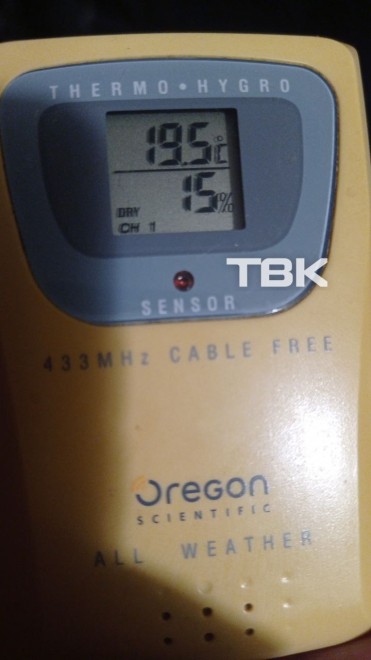 THERMO • HYGRO
19.5°C
15%
DRY
CH 1
TBK
SENSOR
433MHz CABLE FREE
Oregon
SCIENTIFIC
ALL WEATHER